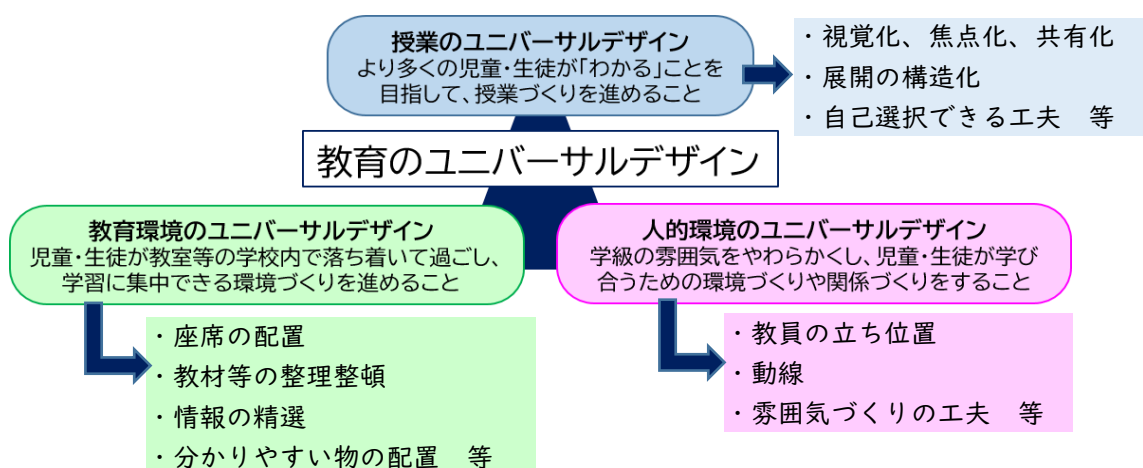 授業のユニバーサルデザイン
より多くの児童・生徒が「わかる」ことを
目指して、授業づくりを進めること
・視覚化、焦点化、共有化
・展開の構造化
・自己選択できる工夫　等
教育のユニバーサルデザイン
教育環境のユニバーサルデザイン
児童・生徒が教室等の学校内で落ち着いて過ごし、
学習に集中できる環境づくりを進めること
・座席の配置
・教材等の整理整頓
・情報の精選
・分かりやすい物の配置　等
人的環境のユニバーサルデザイン
学級の雰囲気をやわらかくし、児童・生徒が学び
合うための環境づくりや関係づくりをすること
・教員の立ち位置
・動線
・雰囲気づくりの工夫　等